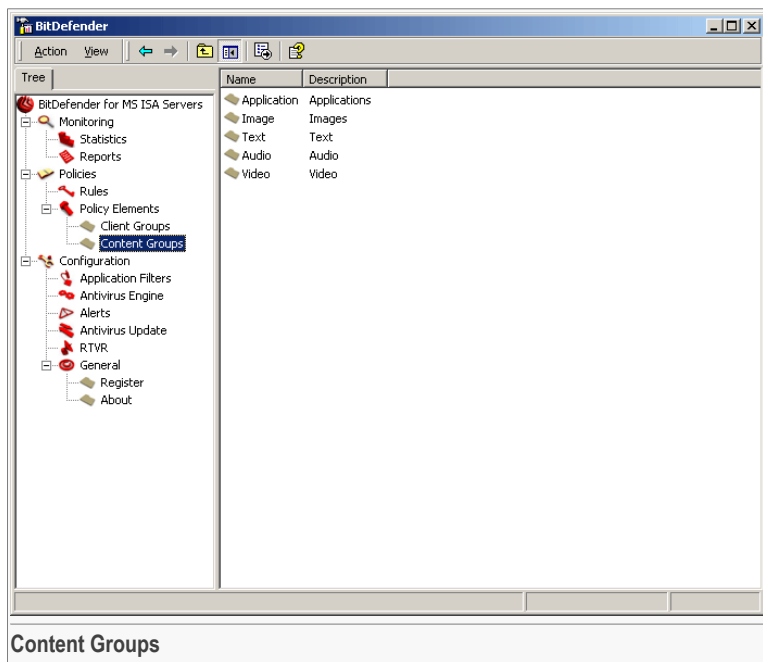 BitDefender
Action View
Tree
Name Description
BitDefender for MS ISA Servers
Monitoring
Statistics
Reports
Policies
Rules
Policy Elements
Client Groups
Content Groups
Configuration
Application Filters
Antivirus Engine
Alerts
Antivirus Update
RTVR
General
Register
About
Application Applications
Image Images
Text Text
Audio Audio
Video Video
Content Groups